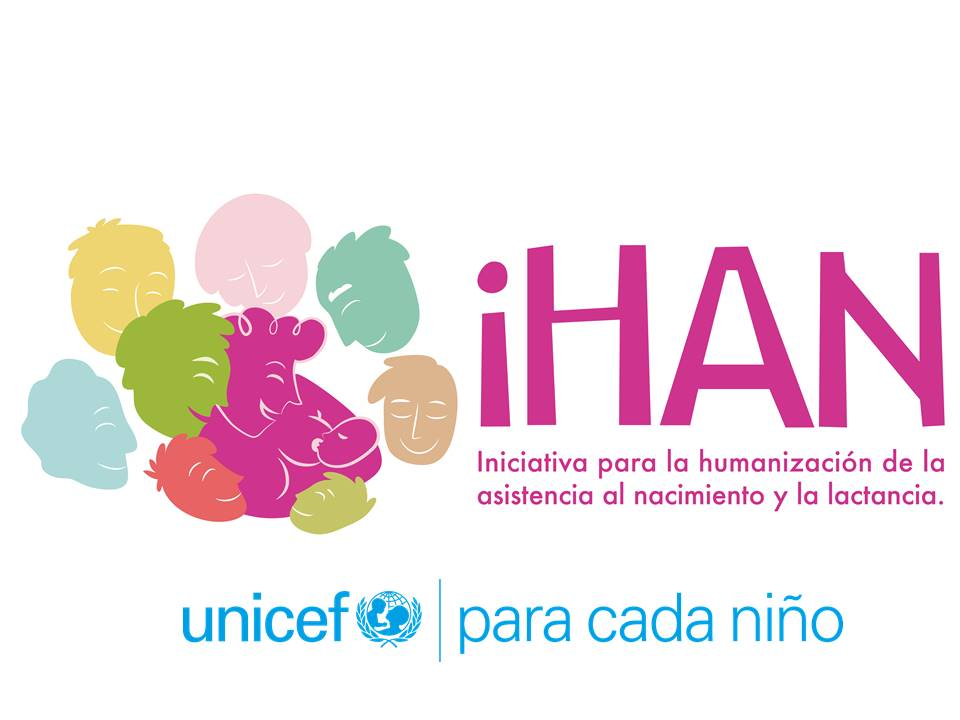 iHAN
Iniciativa para la humanización de la
asistencia al nacimiento y la lactancia.
unicef para cada niño